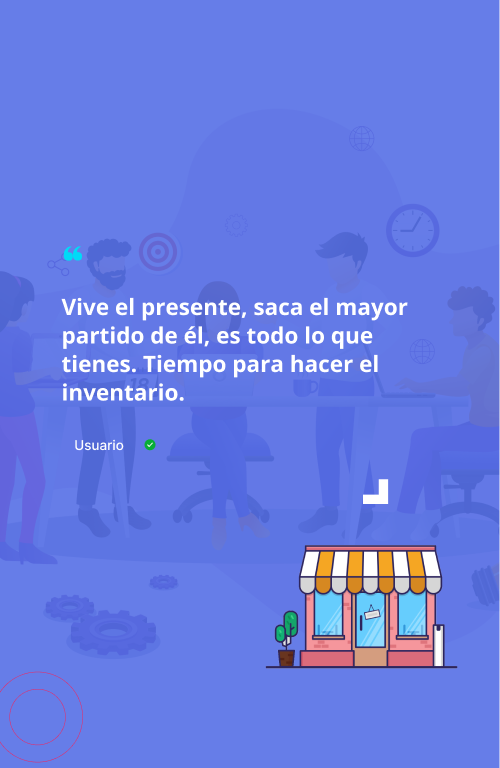 Vive el presente, saca el mayor
partido de él, es todo lo que
tienes. Tiempo para hacer el
inventario.
Usuario